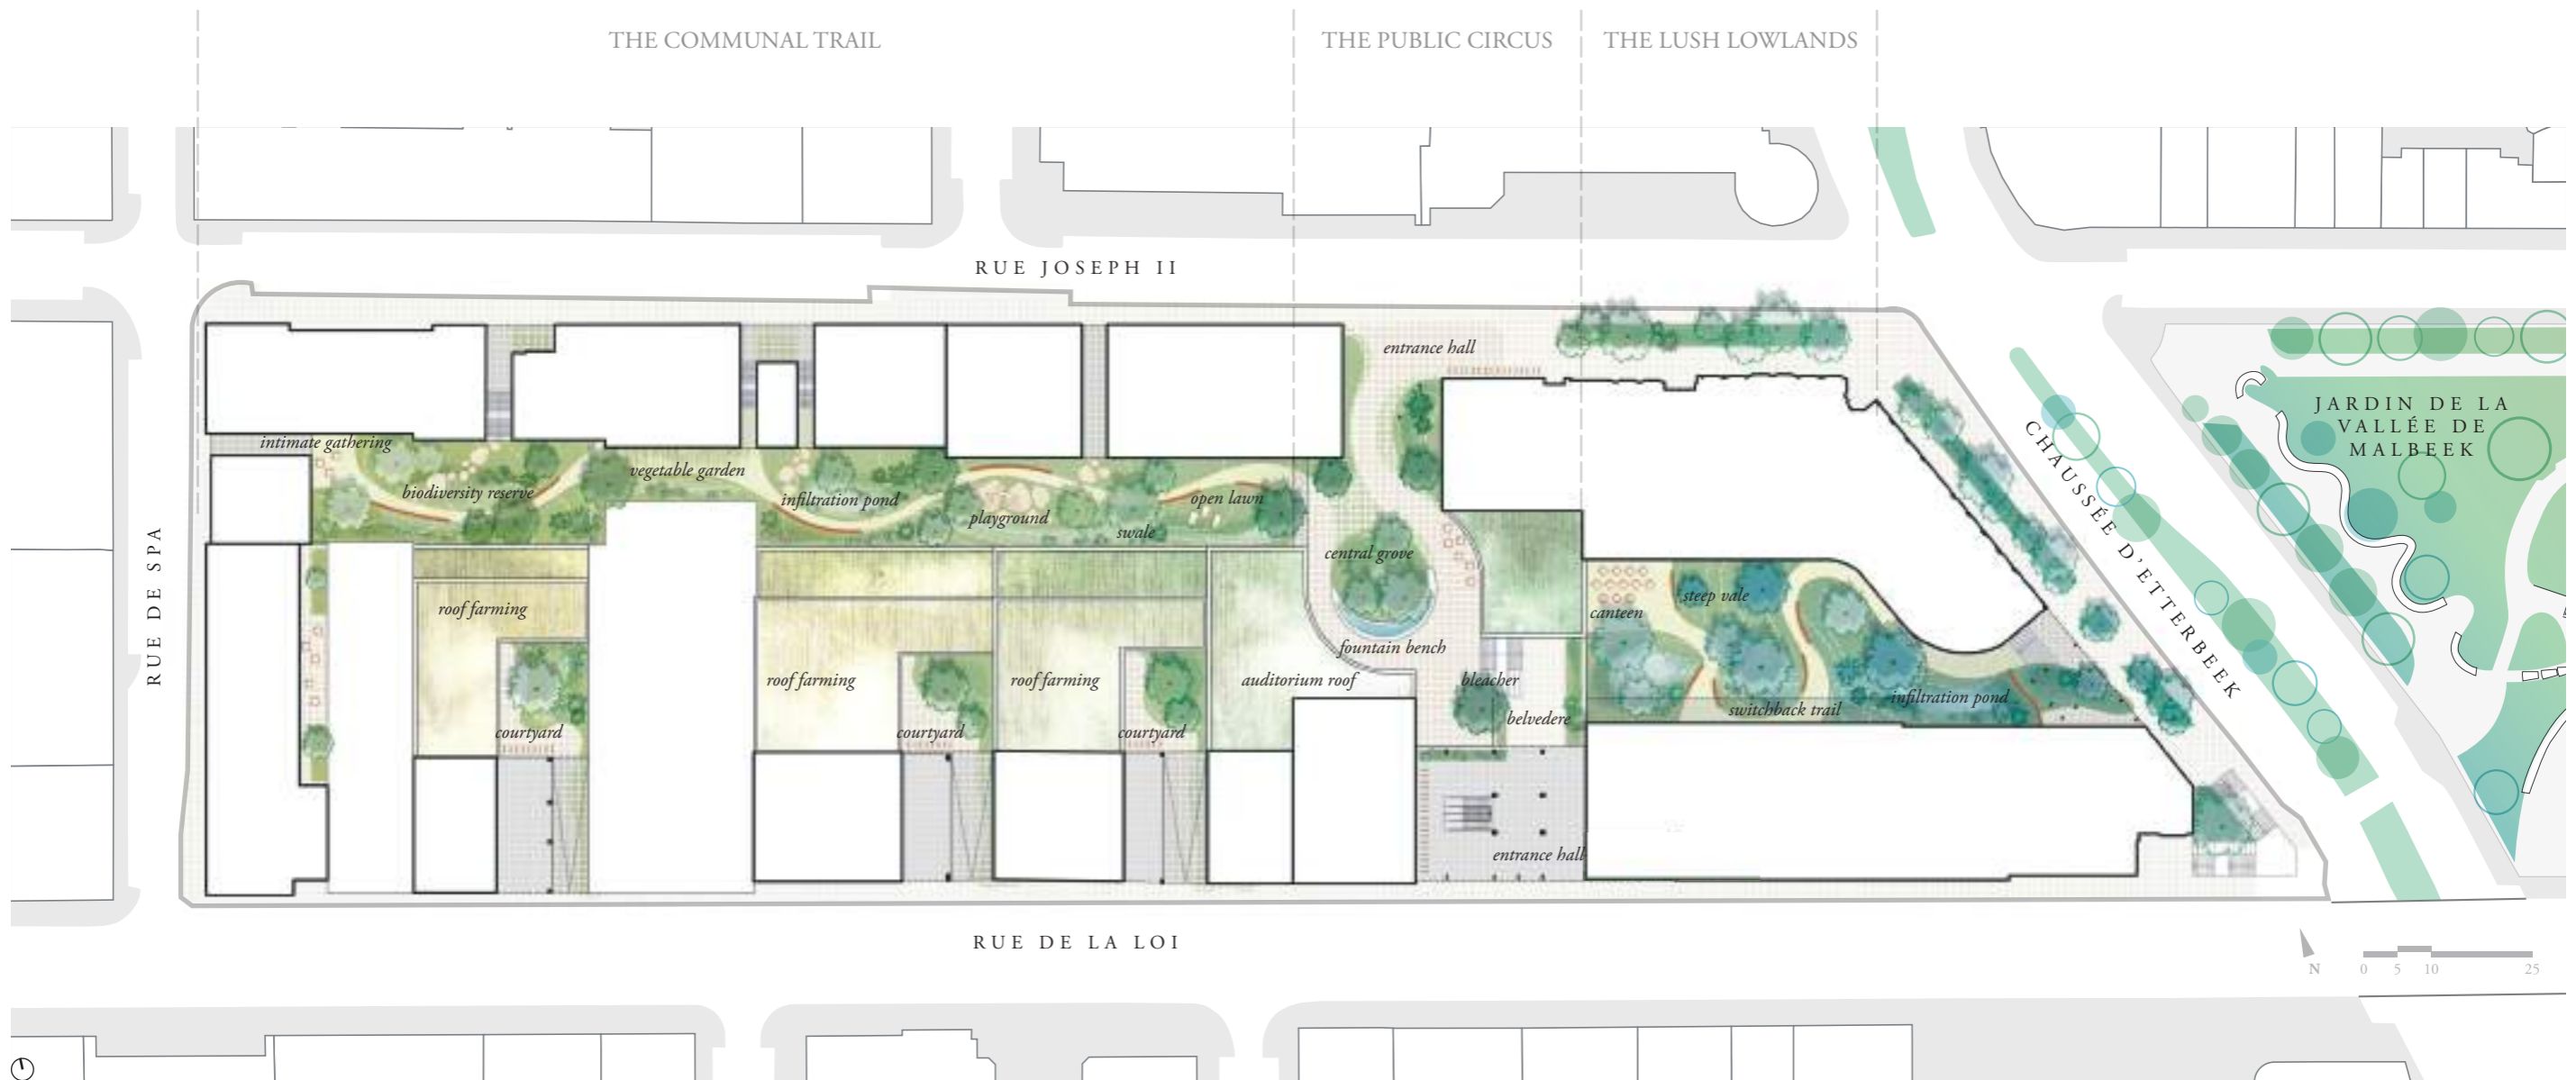 THE COMMUNAL TRAIL
THE PUBLIC CIRCUS
THE LUSH LOWLANDS
RUE JOSEPH II
entrance hall
JARDIN DE LA
VALLÉE DE
MALBEEK
CHAUSSÉE D'ETTERBEEK
RUE DE SPA
intimate gathering
biodiversity reserve
vegetable garden
infiltration pond
playground
swale
open lawn
central grove
fountain bench
canteen
steep vale
roof farming
courtyard
roof farming
courtyard
roof farming
courtyard
auditorium roof
bleacher
belvedere
switchback trail
infiltration pond
entrance hall
RUE DE LA LOI
N
0 5 10 25